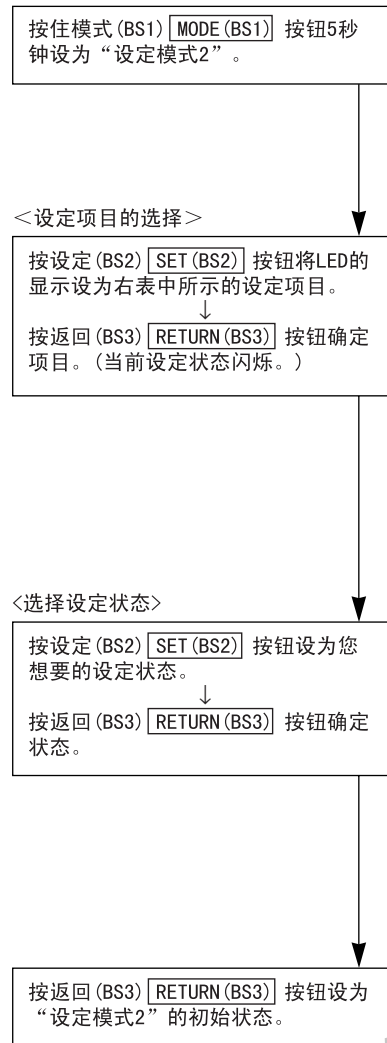 按住模式(BS1) MODE(BS1) 按钮5秒
钟设为“设定模式2”。
＜设定项目的选择＞
按设定(BS2) SET(BS2) 按钮将LED的
显示设为右表中所示的设定项目。
↓
按返回(BS3) RETURN(BS3) 按钮确定
项目。(当前设定状态闪烁。)
<选择设定状态>
按设定(BS2) SET(BS2) 按钮设为您
想要的设定状态。
↓
按返回(BS3) RETURN(BS3) 按钮确定
状态。
按返回(BS3) RETURN(BS3) 按钮设为
“设定模式2”的初始状态。